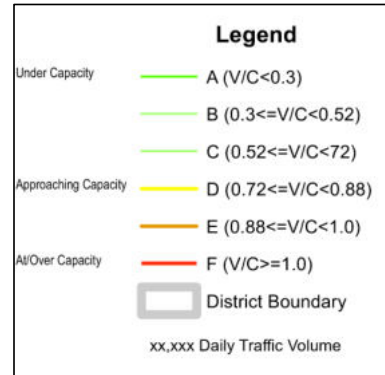 Legend
Under Capacity A (V/C<0.3)
B (0.3<=V/C<0.52)
C (0.52<=V/C<72)
Approaching Capacity D (0.72<=V/C<0.88)
E (0.88<=V/C<1.0)
At/Over Capacity F (V/C>=1.0)
District Boundary
xx,xxx Daily Traffic Volume